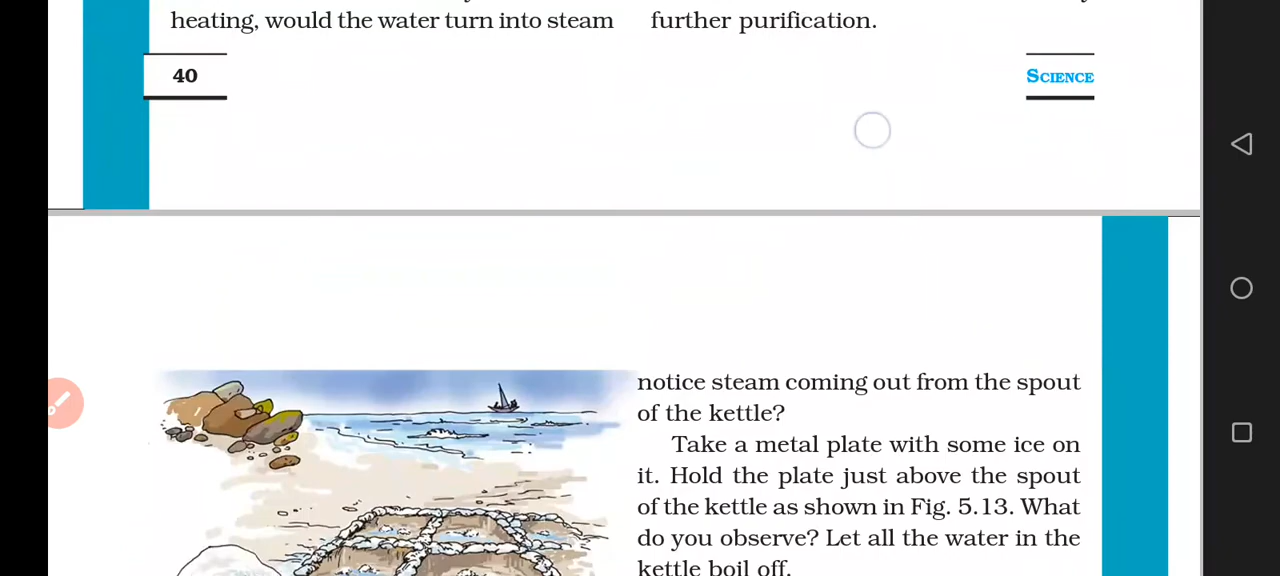 heating, would the water turn into steam
further purification.
40
SCIENCE
notice steam coming out from the spout
of the kettle?
Take a metal plate with some ice on
it. Hold the plate just above the spout
of the kettle as shown in Fig. 5.13. What
do you observe? Let all the water in the
kettle boil off.